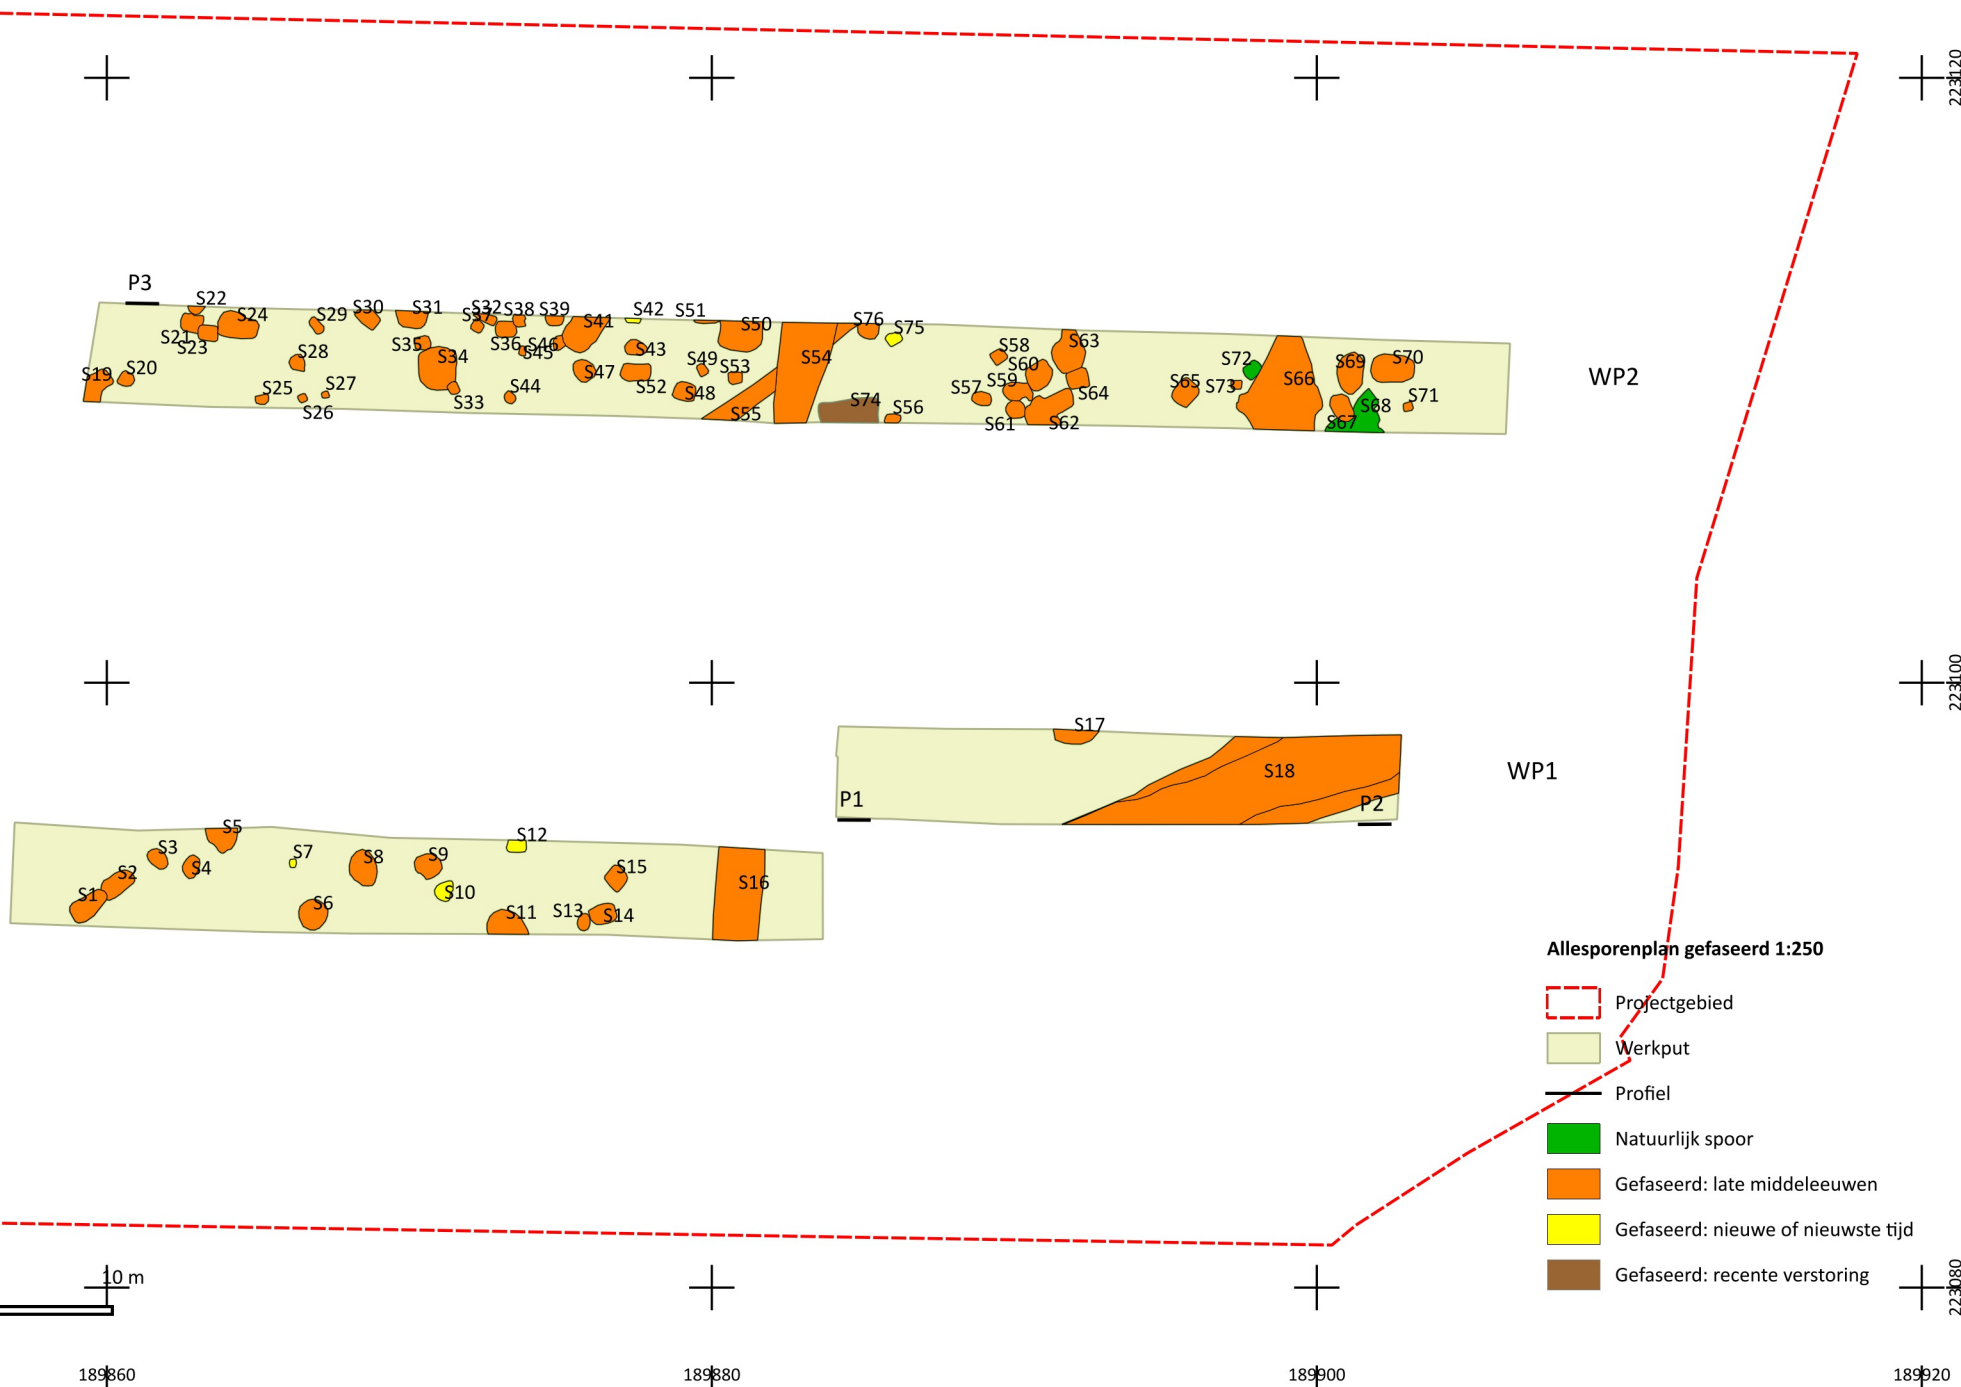 223120
P3
S22
S24
S29
S30
S31
S32
S37
S38
S39
S41
S42
S51
S50
S76
S75
S21
S23
S28
S35
S34
S36
S46
S45
S43
S47
S49
S53
S54
S58
S63
S60
S72
S69
S70
WP2
S19
S20
S25
S27
S26
S33
S44
S52
S48
S55
S74
S56
S57
S59
S61
S62
S64
S65
S73
S66
S67
S68
S71
223100
S17
S18
WP1
P1
P2
S5
S3
S4
S2
S1
S7
S6
S8
S9
S10
S12
S11
S13
S14
S15
S16
Allesporenplan gefaseerd 1:250
Projectgebied
Werkput
Profiel
Natuurlijk spoor
Gefaseerd: late middeleeuwen
Gefaseerd: nieuwe of nieuwste tijd
Gefaseerd: recente verstoring
223080
10 m
189860
189880
189900
189920